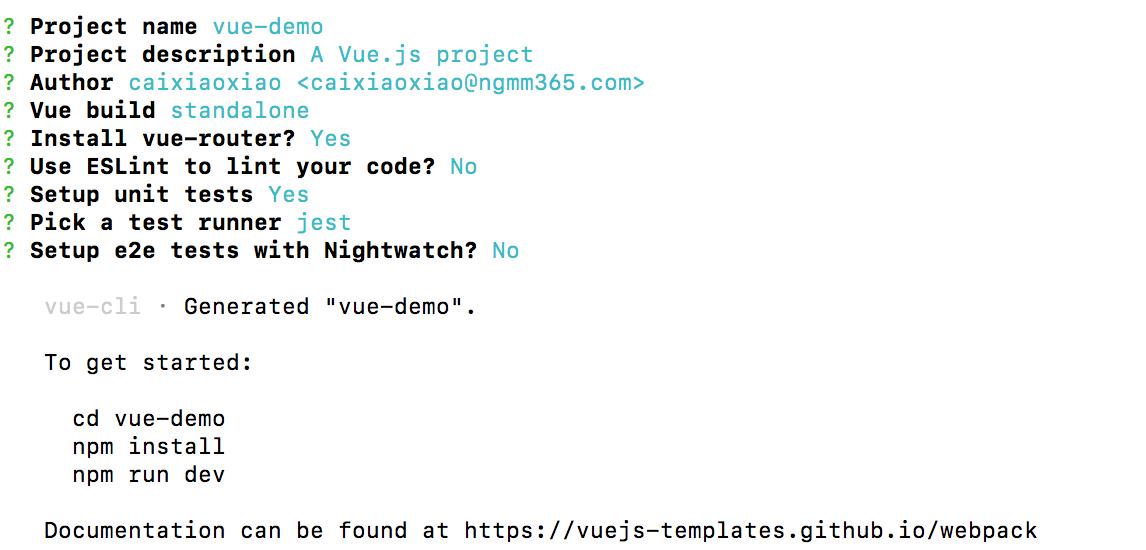 ? Project name vue-demo
? Project description A Vue.js project
? Author caixiaoxiao <caixiaoxiao@ngmm365.com>
? Vue build standalone
? Install vue-router? Yes
? Use ESLint to lint your code? No
? Setup unit tests Yes
? Pick a test runner jest
? Setup e2e tests with Nightwatch? No
vue-cli · Generated "vue-demo".
To get started:
cd vue-demo
npm install
npm run dev
Documentation can be found at https://vuejs-templates.github.io/webpack